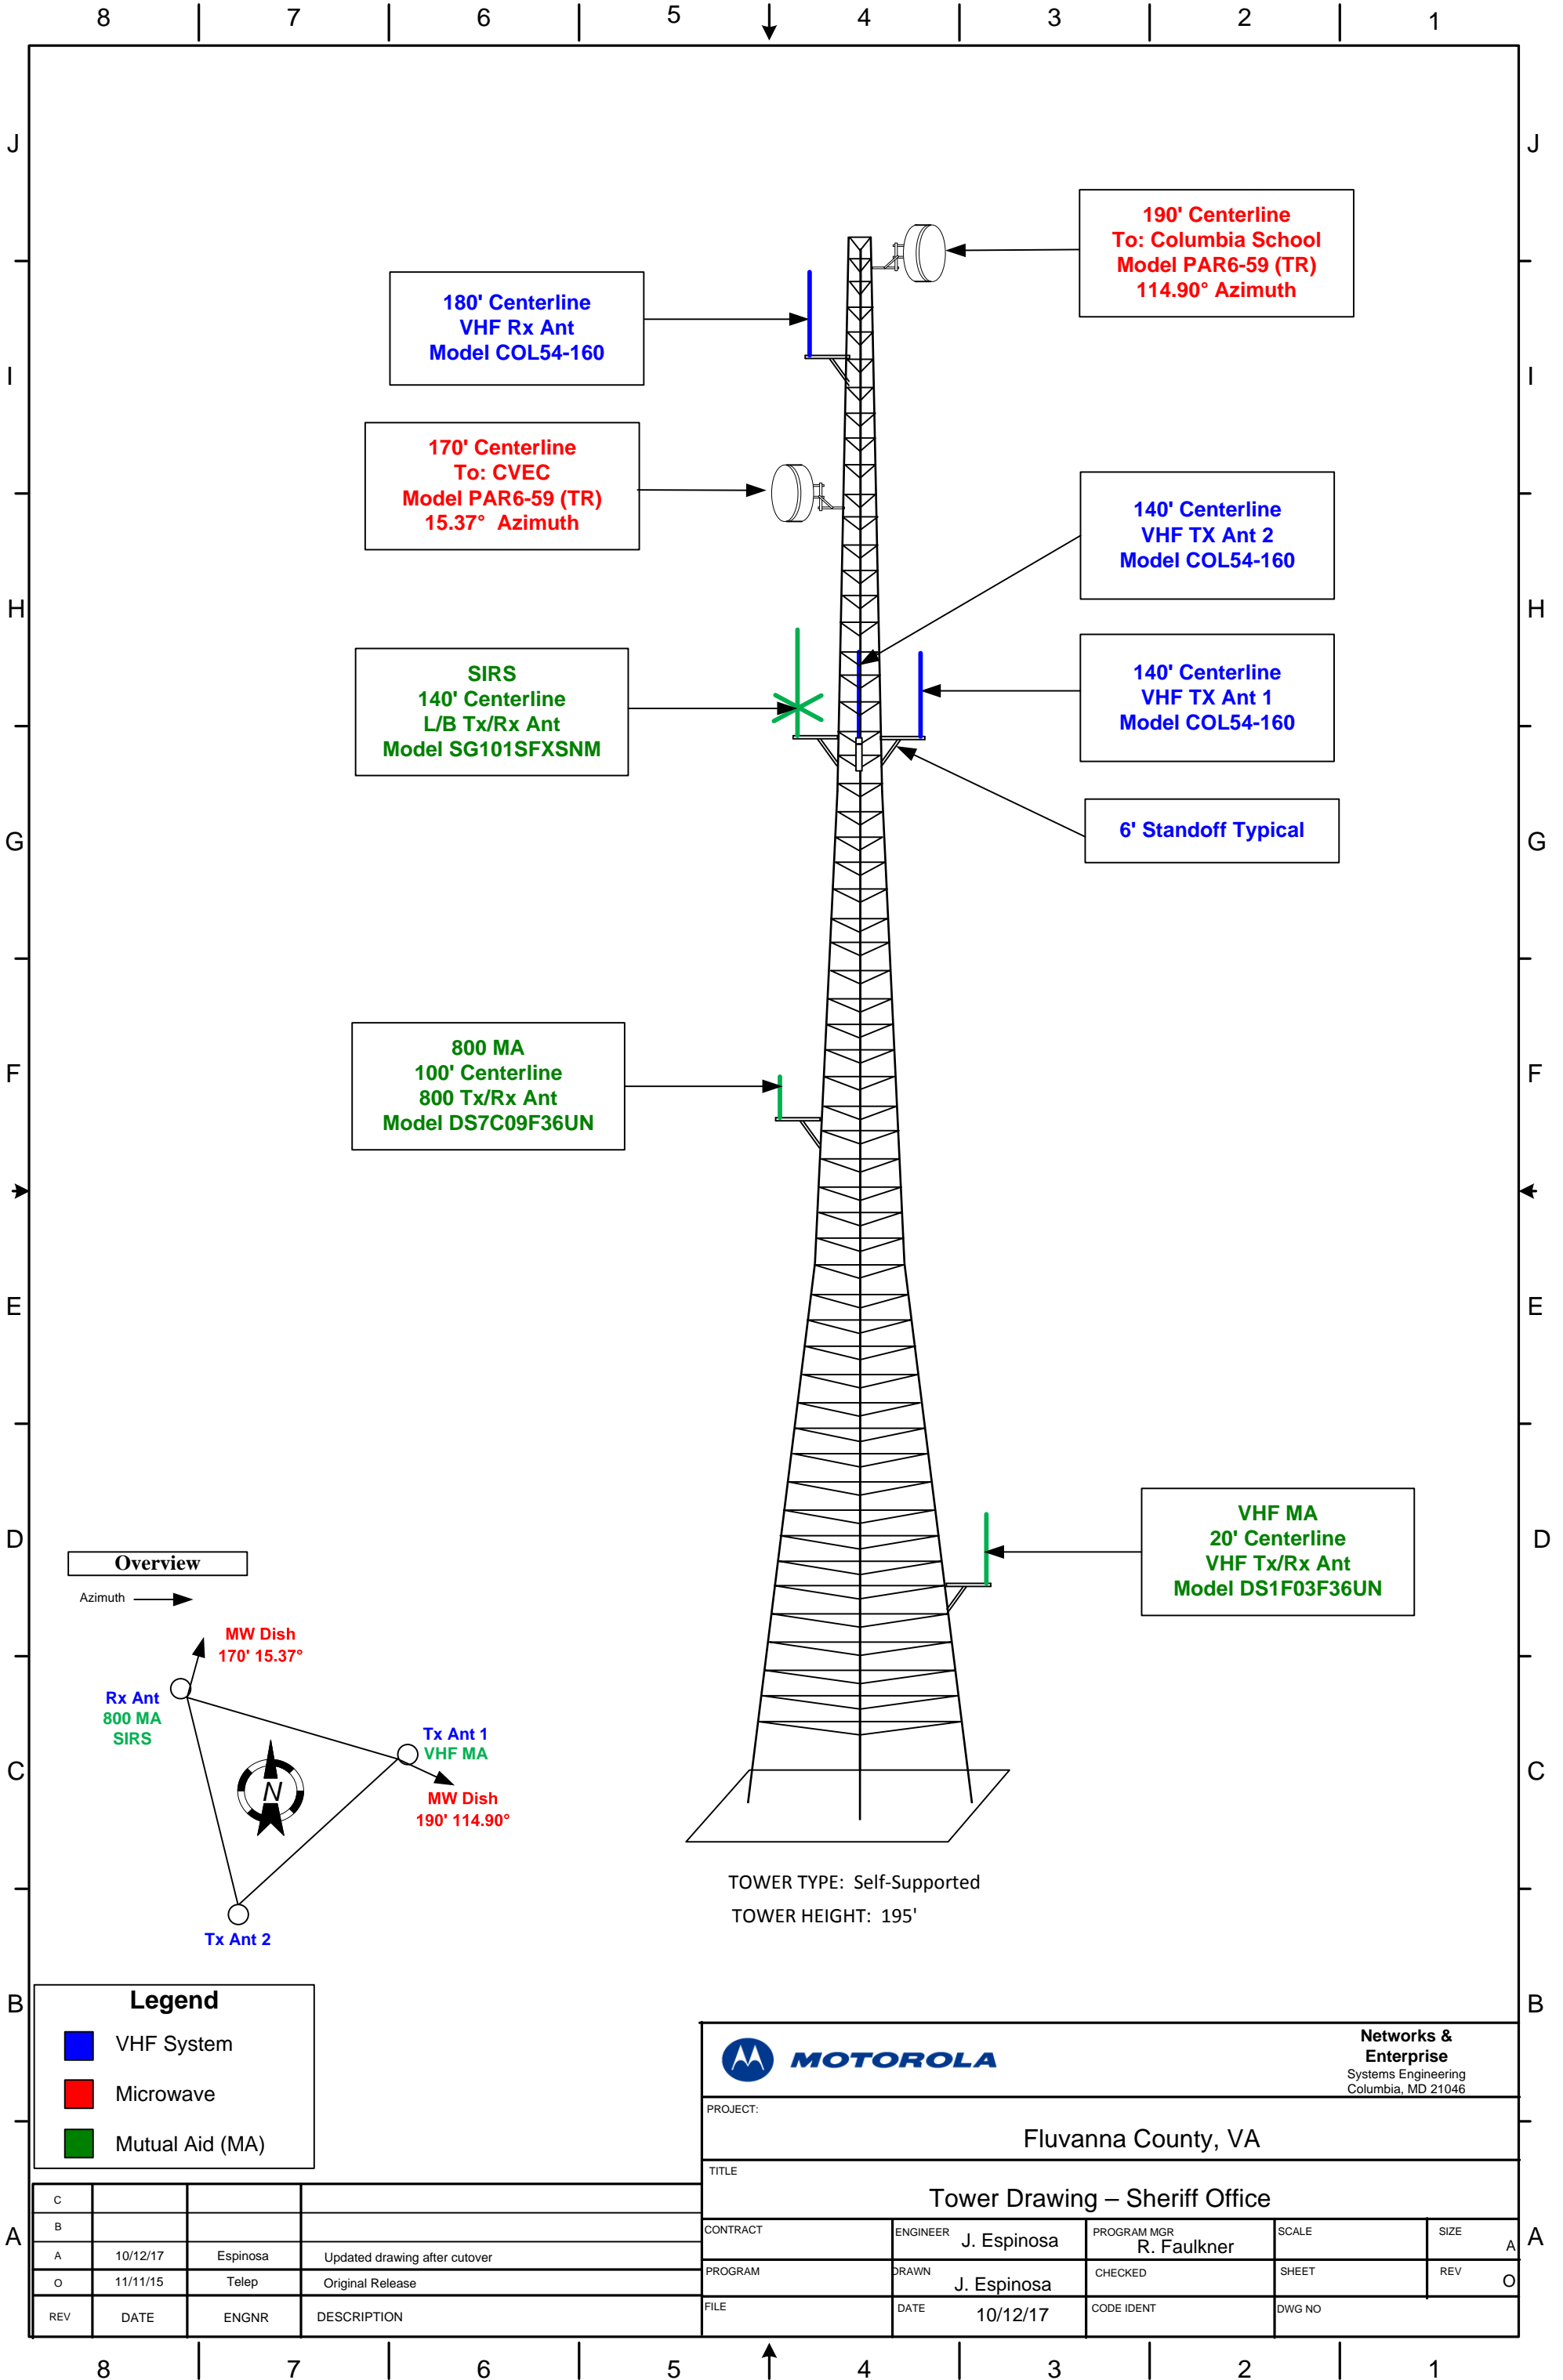 8 7 6 5 4 3 2 1
J
J
190' Centerline
To: Columbia School
Model PAR6-59 (TR)
114.90° Azimuth
180' Centerline
VHF Rx Ant
Model COL54-160
I
I
170' Centerline
To: CVEC
Model PAR6-59 (TR)
15.37° Azimuth
140' Centerline
VHF TX Ant 2
Model COL54-160
H
H
SIRS
140' Centerline
L/B Tx/Rx Ant
Model SG101SFXSNM
140' Centerline
VHF TX Ant 1
Model COL54-160
6' Standoff Typical
G
G
800 MA
100' Centerline
800 Tx/Rx Ant
Model DS7C09F36UN
F
F
E
E
VHF MA
20' Centerline
VHF Tx/Rx Ant
Model DS1F03F36UN
D
D
Overview
Azimuth
MW Dish
170' 15.37°
Rx Ant
800 MA
SIRS
Tx Ant 1
VHF MA
MW Dish
190' 114.90°
N
Tx Ant 2
C
C
TOWER TYPE: Self-Supported
TOWER HEIGHT: 195'
B
B
Legend
VHF System
Microwave
Mutual Aid (MA)
MOTOROLA
Networks &
Enterprise
Systems Engineering
Columbia, MD 21046
PROJECT:
Fluvanna County, VA
TITLE
Tower Drawing – Sheriff Office
A
A
C
B
A 10/12/17 Espinosa Updated drawing after cutover
O 11/11/15 Telep Original Release
REV DATE ENGNR DESCRIPTION
CONTRACT ENGINEER J. Espinosa PROGRAM MGR R. Faulkner SCALE SIZE A
PROGRAM DRAWN J. Espinosa CHECKED SHEET REV O
FILE DATE 10/12/17 CODE IDENT DWG NO
8 7 6 5 4 3 2 1